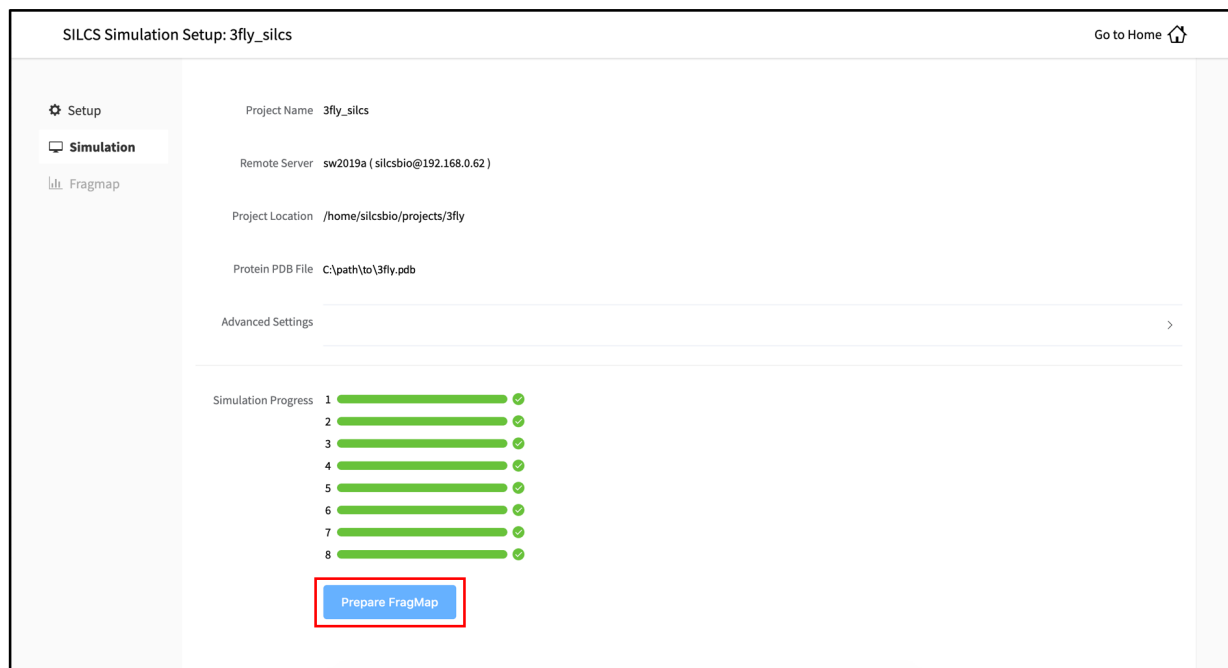 SILCS Simulation Setup: 3fly_silcs
Go to Home
Setup
Simulation
Fragmap
Project Name 3fly_silcs
Remote Server sw2019a ( silcsbio@192.168.0.62 )
Project Location /home/silcsbio/projects/3fly
Protein PDB File C:\path\to\3fly.pdb
Advanced Settings
Simulation Progress 1
2
3
4
5
6
7
8
Prepare FragMap